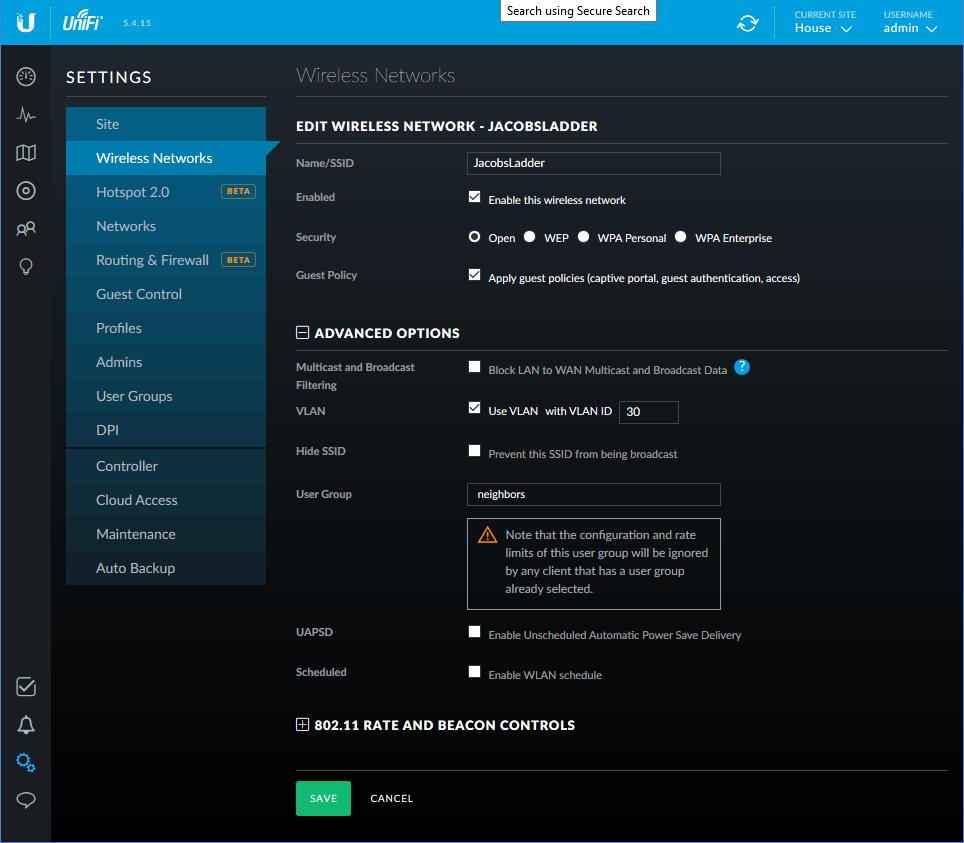 Search using Secure Search
U UniFi 5.4.15
CURRENT SITE
House
USERNAME
admin
SETTINGS
Site
Wireless Networks
Hotspot 2.0 BETA
Networks
Routing & Firewall BETA
Guest Control
Profiles
Admins
User Groups
DPI
Controller
Cloud Access
Maintenance
Auto Backup
Wireless Networks
EDIT WIRELESS NETWORK - JACOBSLADDER
Name/SSID JacobsLadder
Enabled Enable this wireless network
Security Open WEP WPA Personal WPA Enterprise
Guest Policy Apply guest policies (captive portal, guest authentication, access)
ADVANCED OPTIONS
Multicast and Broadcast
Filtering
Block LAN to WAN Multicast and Broadcast Data ?
VLAN Use VLAN with VLAN ID 30
Hide SSID Prevent this SSID from being broadcast
User Group neighbors
Note that the configuration and rate
limits of this user group will be ignored
by any client that has a user group
already selected.
UAPSD Enable Unscheduled Automatic Power Save Delivery
Scheduled Enable WLAN schedule
802.11 RATE AND BEACON CONTROLS
SAVE CANCEL